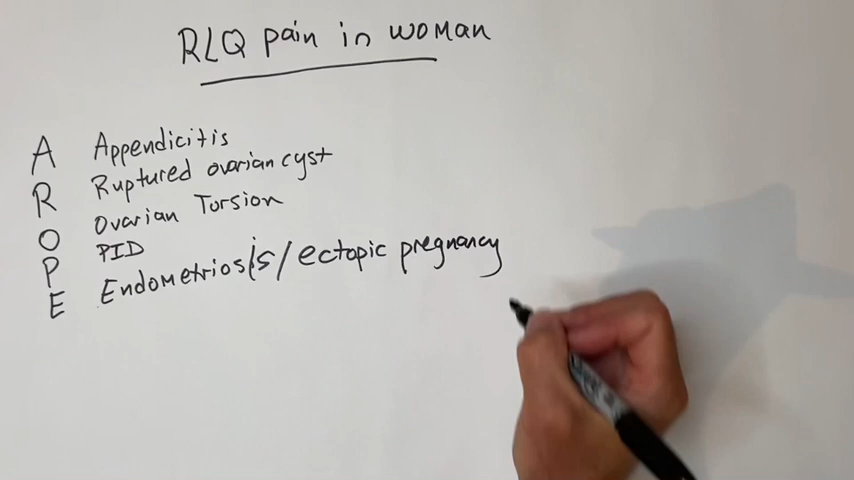 RLQ pain in woman
A Appendicitis
R Ruptured ovarian cyst
O Ovarian Torsion
P PID
E Endometriosis/ectopic pregnancy